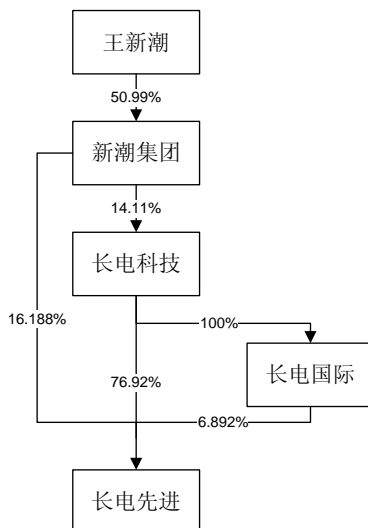 王新潮
50.99%
新潮集团
14.11%
长电科技
16.188%
100%
76.92%
长电国际
6.892%
长电先进